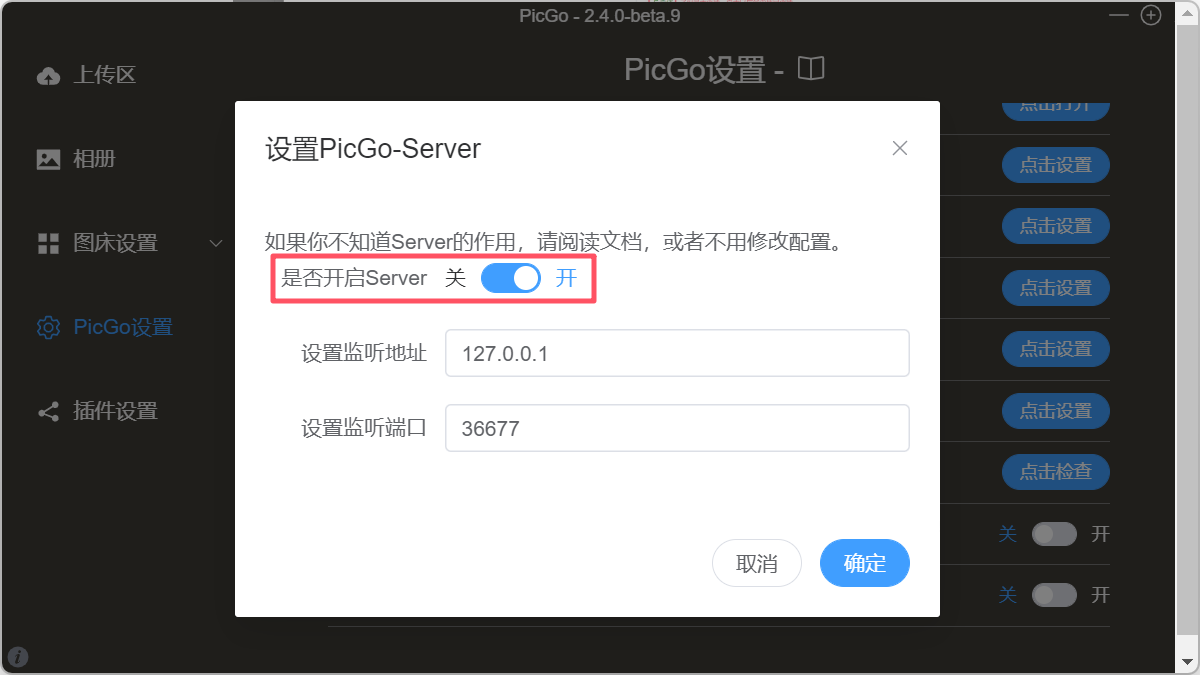 PicGo - 2.4.0-beta.9
上传区
PicGo设置 -
点击打开
设置PicGo-Server
相册
点击设置
点击设置
图床设置
如果你不知道Server的作用，请阅读文档，或者不用修改配置。
是否开启Server 关 开
点击设置
PicGo设置
设置监听地址 127.0.0.1
点击设置
插件设置
点击设置
设置监听端口 36677
点击检查
关 开
取消 确定
关 开